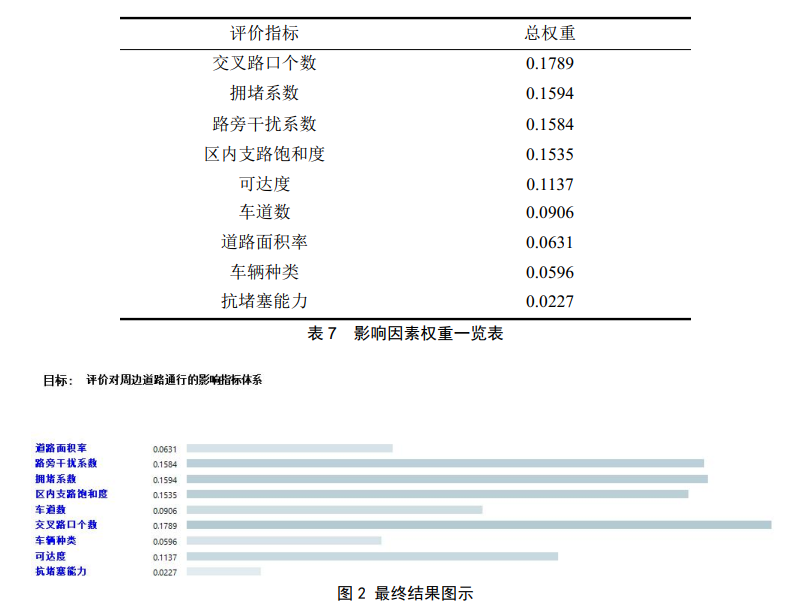 评价指标 总权重
交叉路口个数 0.1789
拥堵系数 0.1594
路旁干扰系数 0.1584
区内支路饱和度 0.1535
可达度 0.1137
车道数 0.0906
道路面积率 0.0631
车辆种类 0.0596
抗堵塞能力 0.0227
表 7 影响因素权重一览表
目标： 评价对周边道路通行的影响指标体系
道路面积率 0.0631
路旁干扰系数 0.1584
拥堵系数 0.1594
区内支路饱和度 0.1535
车道数 0.0906
交叉路口个数 0.1789
车辆种类 0.0596
可达度 0.1137
抗堵塞能力 0.0227
图 2 最终结果图示